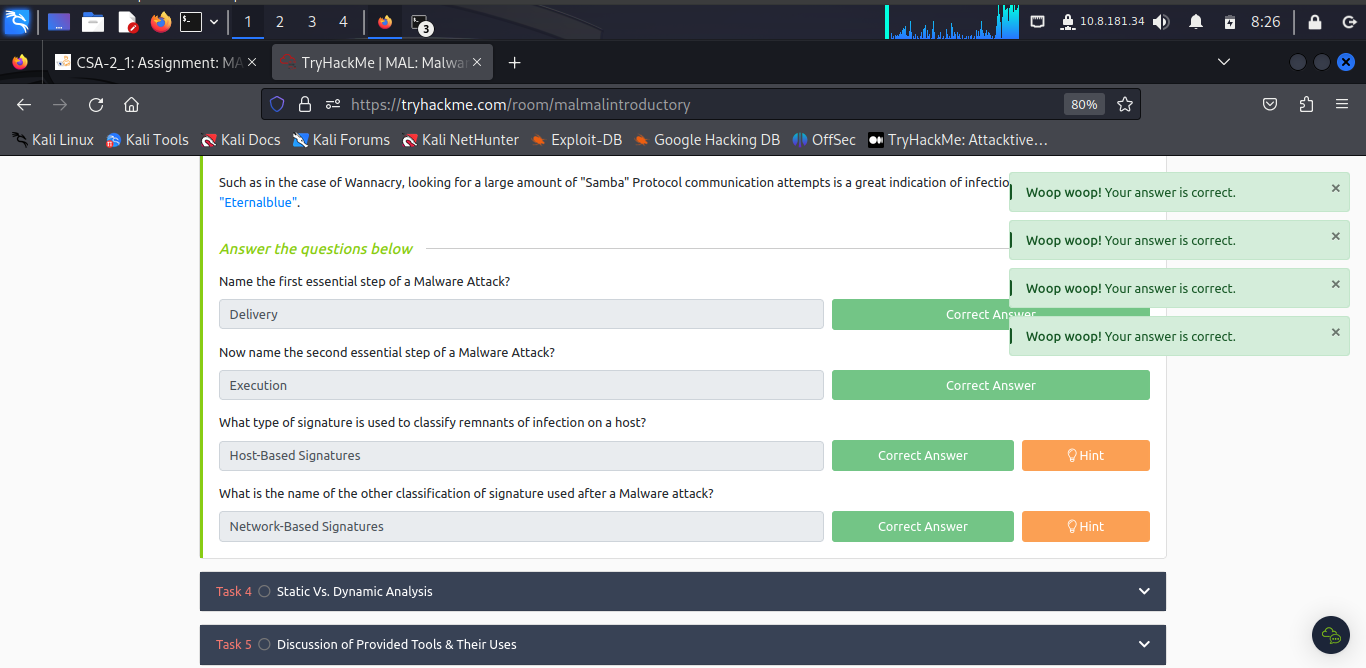 1 2 3 4 3 10.8.181.34 8:26
CSA-2_1: Assignment: MA TryHackMe | MAL: Malwar
https://tryhackme.com/room/malmalintroductory 80%
Kali Linux Kali Tools Kali Docs Kali Forums Kali NetHunter Exploit-DB Google Hacking DB OffSec TryHackMe: Attacktive…
Such as in the case of Wannacry, looking for a large amount of "Samba" Protocol communication attempts is a great indication of infectio
"Eternalblue".
Woop woop! Your answer is correct.
Woop woop! Your answer is correct.
Woop woop! Your answer is correct.
Woop woop! Your answer is correct.
Answer the questions below
Name the first essential step of a Malware Attack?
Delivery Correct Answer
Now name the second essential step of a Malware Attack?
Execution Correct Answer
What type of signature is used to classify remnants of infection on a host?
Host-Based Signatures Correct Answer Hint
What is the name of the other classification of signature used after a Malware attack?
Network-Based Signatures Correct Answer Hint
Task 4 Static Vs. Dynamic Analysis
Task 5 Discussion of Provided Tools & Their Uses